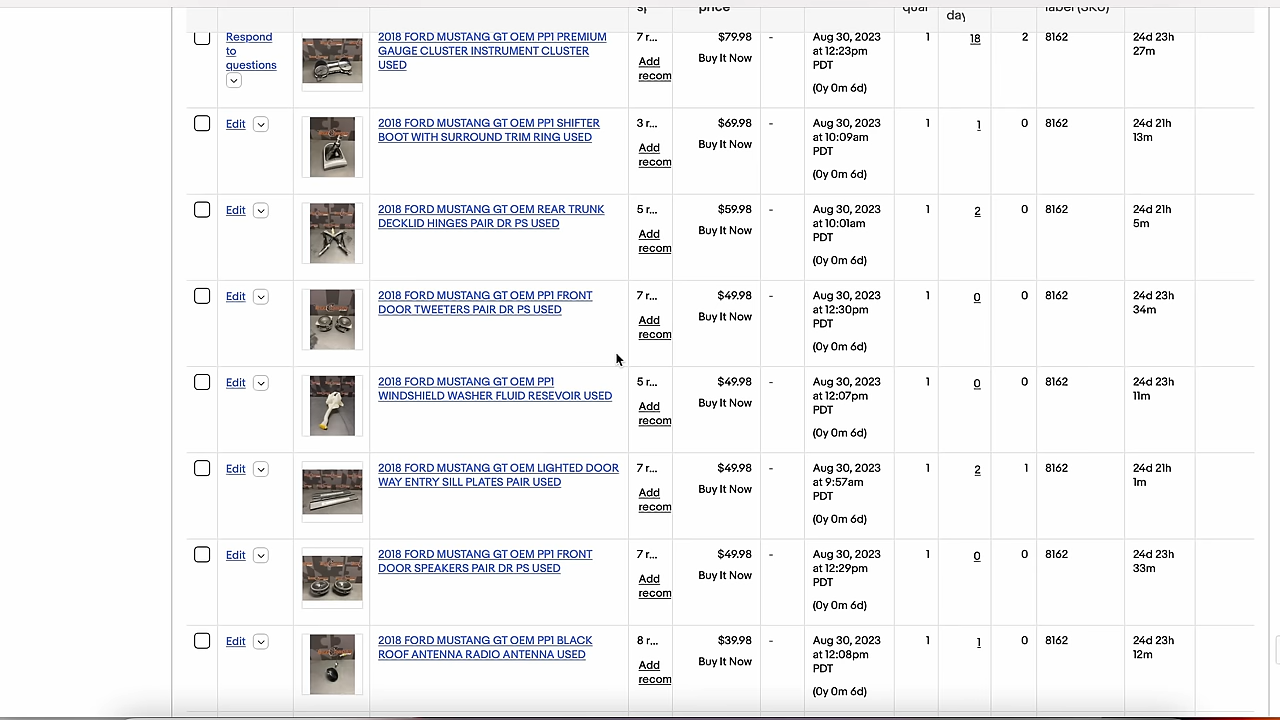 quar
price
day
label (SKU)
Respond
to
questions
2018 FORD MUSTANG GT OEM PP1 PREMIUM
GAUGE CLUSTER INSTRUMENT CLUSTER
USED
7 r...
Add
recom
$79.98
Buy It Now
-
Aug 30, 2023
at 12:23pm
PDT
(0y 0m 6d)
1
18
2
8162
24d 23h
27m
Edit
2018 FORD MUSTANG GT OEM PP1 SHIFTER
BOOT WITH SURROUND TRIM RING USED
3 r...
Add
recom
$69.98
Buy It Now
-
Aug 30, 2023
at 10:09am
PDT
(0y 0m 6d)
1
1
0
8162
24d 21h
13m
Edit
2018 FORD MUSTANG GT OEM REAR TRUNK
DECKLID HINGES PAIR DR PS USED
5 r...
Add
recom
$59.98
Buy It Now
-
Aug 30, 2023
at 10:01am
PDT
(0y 0m 6d)
1
2
0
8162
24d 21h
5m
Edit
2018 FORD MUSTANG GT OEM PP1 FRONT
DOOR TWEETERS PAIR DR PS USED
7 r...
Add
recom
$49.98
Buy It Now
-
Aug 30, 2023
at 12:30pm
PDT
(0y 0m 6d)
1
0
0
8162
24d 23h
34m
Edit
2018 FORD MUSTANG GT OEM PP1
WINDSHIELD WASHER FLUID RESEVOIR USED
5 r...
Add
recom
$49.98
Buy It Now
-
Aug 30, 2023
at 12:07pm
PDT
(0y 0m 6d)
1
0
0
8162
24d 23h
11m
Edit
2018 FORD MUSTANG GT OEM LIGHTED DOOR
WAY ENTRY SILL PLATES PAIR USED
7 r...
Add
recom
$49.98
Buy It Now
-
Aug 30, 2023
at 9:57am
PDT
(0y 0m 6d)
1
2
1
8162
24d 21h
1m
Edit
2018 FORD MUSTANG GT OEM PP1 FRONT
DOOR SPEAKERS PAIR DR PS USED
7 r...
Add
recom
$49.98
Buy It Now
-
Aug 30, 2023
at 12:29pm
PDT
(0y 0m 6d)
1
0
0
8162
24d 23h
33m
Edit
2018 FORD MUSTANG GT OEM PP1 BLACK
ROOF ANTENNA RADIO ANTENNA USED
8 r...
Add
recom
$39.98
Buy It Now
-
Aug 30, 2023
at 12:08pm
PDT
(0y 0m 6d)
1
1
0
8162
24d 23h
12m